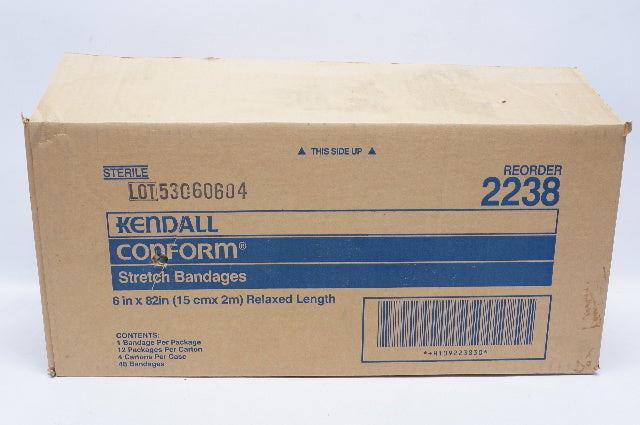 ▲ THIS SIDE UP ▲
STERILE
LOT 53060604
REORDER
2238
KENDALL
CONFORM®
Stretch Bandages
6 in x 82in (15 cmx 2m) Relaxed Length
CONTENTS:
1 Bandage Per Package
12 Packages Per Carton
4 Cartons Per Case
48 Bandages